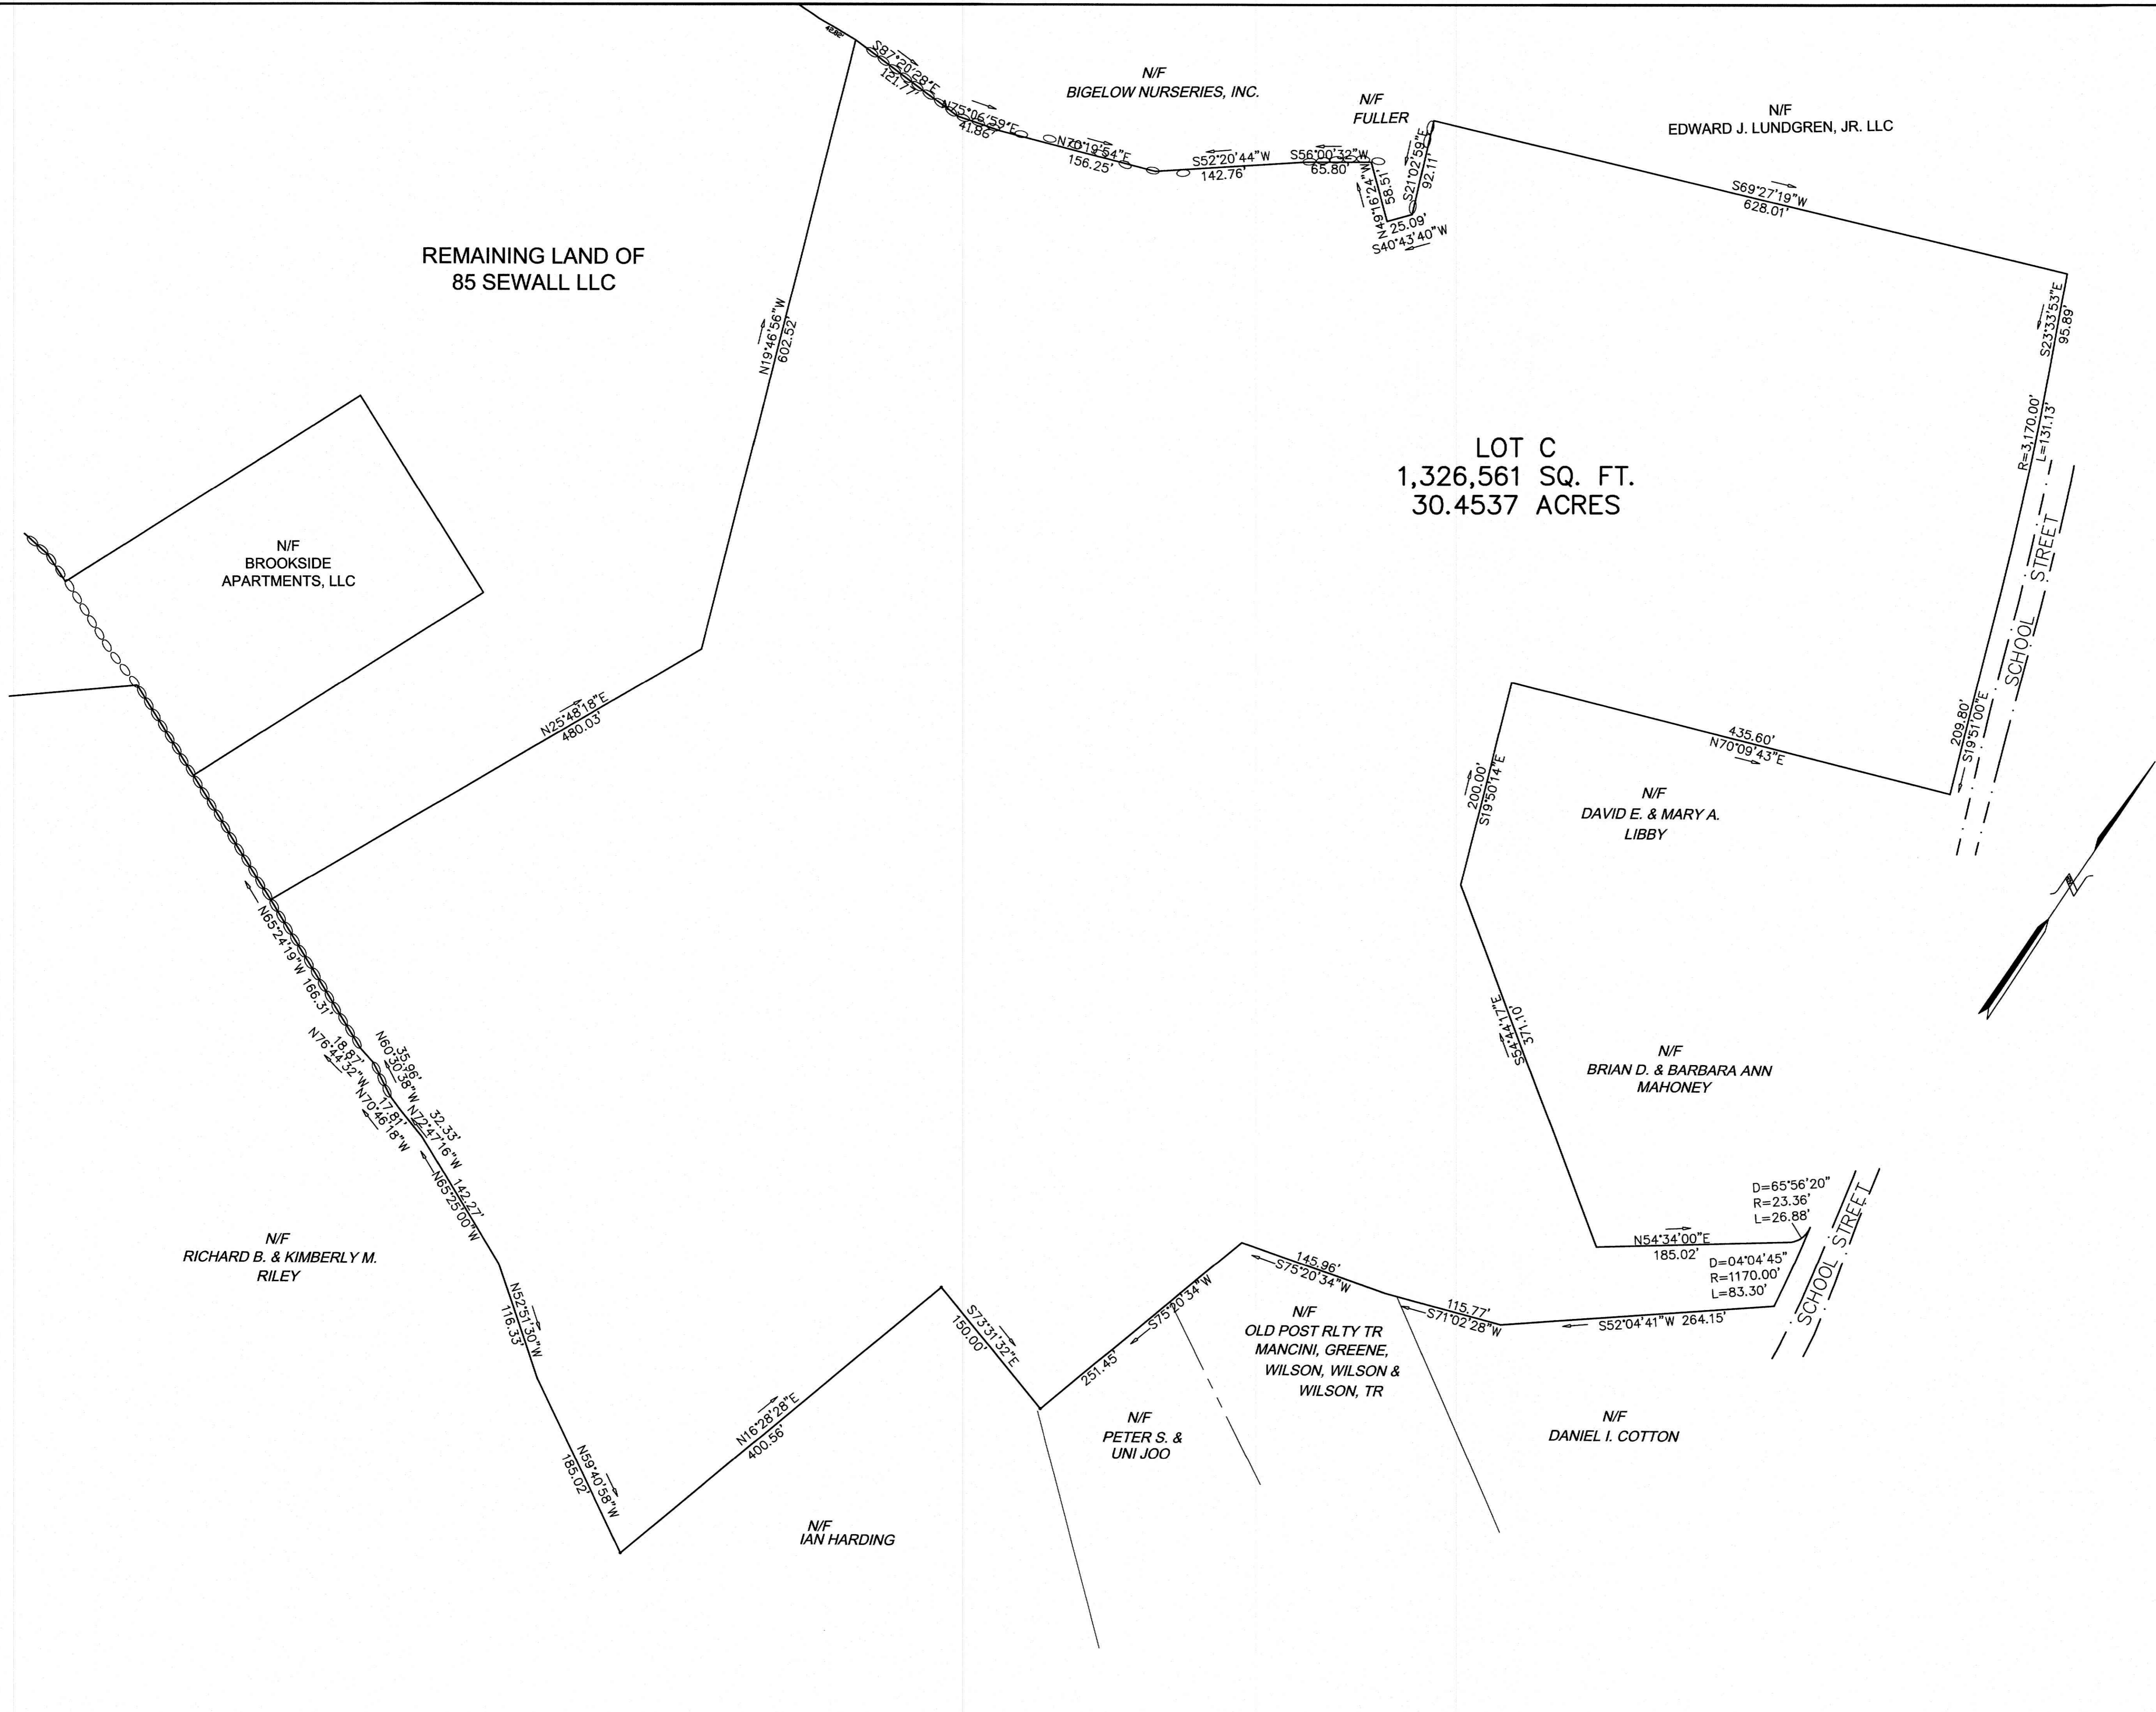 42.82'
S87°20'28"E
121.77'
N75°06'59"E
41.86'
N70°19'54"E
156.25'
N/F
BIGELOW NURSERIES, INC.
S52°20'44"W
142.76'
S56°00'32"W
65.80'
N/F
FULLER
N49°16'24"W
58.51'
25.09'
S40°43'40"W
S21°02'59"E
92.11'
N/F
EDWARD J. LUNDGREN, JR. LLC
S69°27'19"W
628.01'
S23°33'53"E
95.89'
R=3,170.00'
L=131.13'
SCHOOL STREET
SCHOOL STREET
209.80'
S19°51'00"E
REMAINING LAND OF
85 SEWALL LLC
N19°46'56"W
602.52'
LOT C
1,326,561 SQ. FT.
30.4537 ACRES
N/F
BROOKSIDE
APARTMENTS, LLC
N25°48'18"E
480.03'
435.60'
N70°09'43"E
200.00'
S19°50'14"E
N/F
DAVID E. & MARY A.
LIBBY
N65°24'19"W 166.31'
S54°44'17"E
371.10'
N/F
BRIAN D. & BARBARA ANN
MAHONEY
18.87'
N76°44'32"W
35.96'
N60°30'38"W
17.81'
N70°46'18"W
32.33'
N72°47'16"W
142.27'
N65°25'00"W
N/F
RICHARD B. & KIMBERLY M.
RILEY
N52°51'30"W
116.33'
N59°40'58"W
185.02'
N16°28'28"E
400.56'
N/F
IAN HARDING
S73°31'32"E
150.00'
S75°20'34"W
251.45'
145.96'
S75°20'34"W
N/F
PETER S. &
UNI JOO
N/F
OLD POST RLTY TR
MANCINI, GREENE,
WILSON, WILSON &
WILSON, TR
115.77'
S71°02'28"W
S52°04'41"W 264.15'
N54°34'00"E
185.02'
D=65°56'20"
R=23.36'
L=26.88'
D=04°04'45"
R=1170.00'
L=83.30'
SCHOOL STREET
N/F
DANIEL I. COTTON